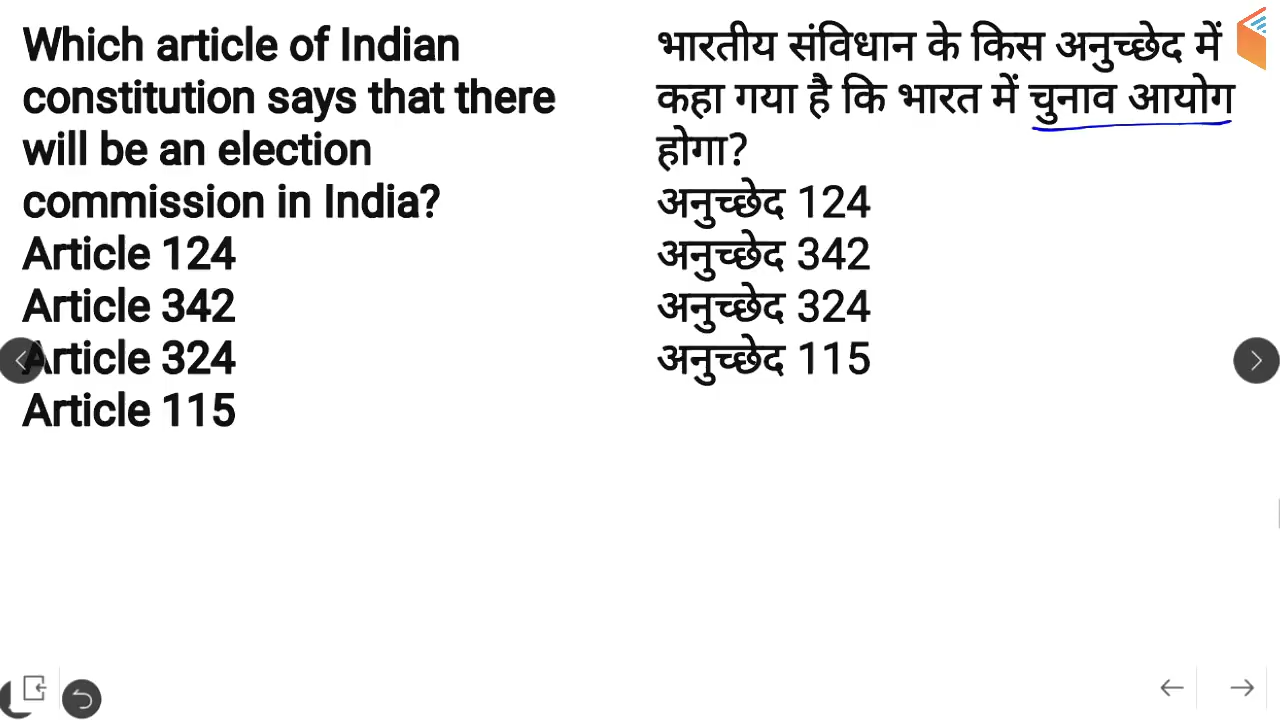 Which article of Indian
constitution says that there
will be an election
commission in India?
Article 124
Article 342
Article 324
Article 115
भारतीय संविधान के किस अनुच्छेद में
कहा गया है कि भारत में चुनाव आयोग
होगा?
अनुच्छेद 124
अनुच्छेद 342
अनुच्छेद 324
अनुच्छेद 115